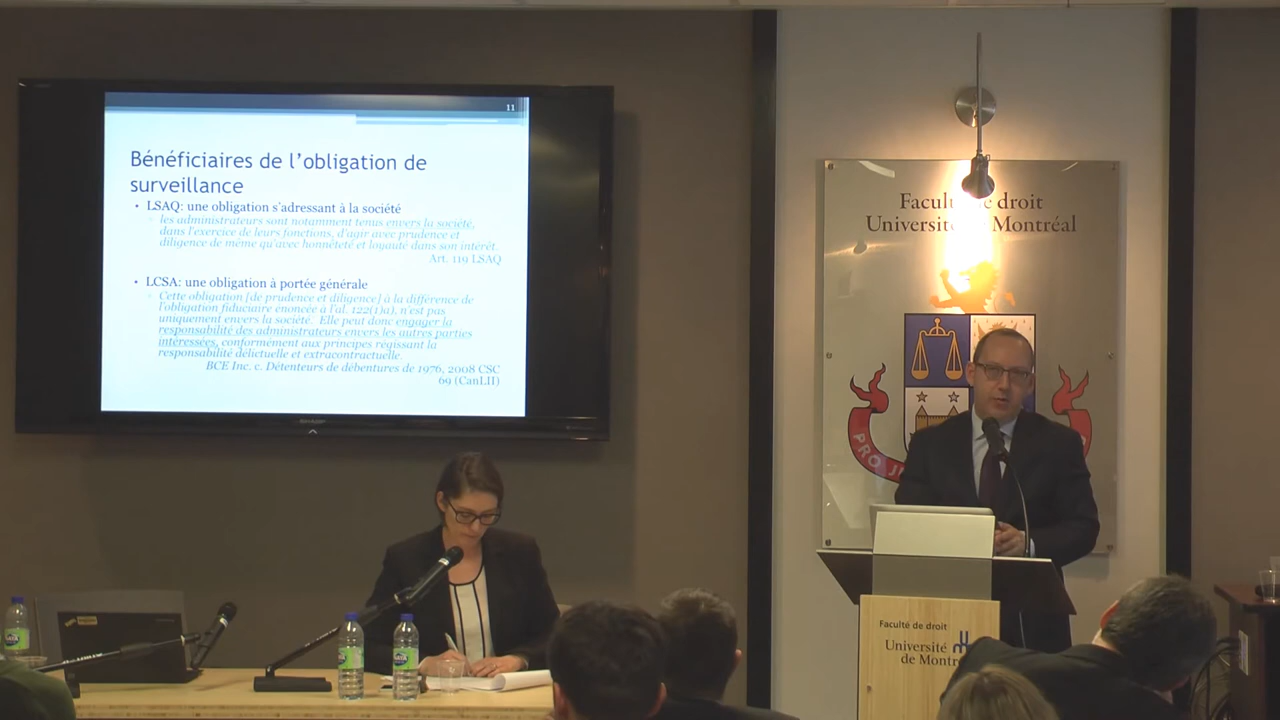 11
Bénéficiaires de l'obligation de
surveillance
• LSAQ: une obligation s'adressant à la société
▫ les administrateurs sont notamment tenus envers la société,
dans l'exercice de leurs fonctions, d'agir avec prudence et
diligence de même qu'avec honnêteté et loyauté dans son intérêt.
Art. 119 LSAQ
• LCSA: une obligation à portée générale
▫ Cette obligation [de prudence et diligence] à la différence de
l'obligation fiduciaire énoncée à l'al. 122(1)a), n'est pas
uniquement envers la société. Elle peut donc engager la
responsabilité des administrateurs envers les autres parties
intéressées, conformément aux principes régissant la
responsabilité délictuelle et extracontractuelle.
BCE Inc. c. Détenteurs de débentures de 1976, 2008 CSC
69 (CanLII)
Facul de droit
Universit de Montréal
PRO J
Faculté de droit
Université
de Montr